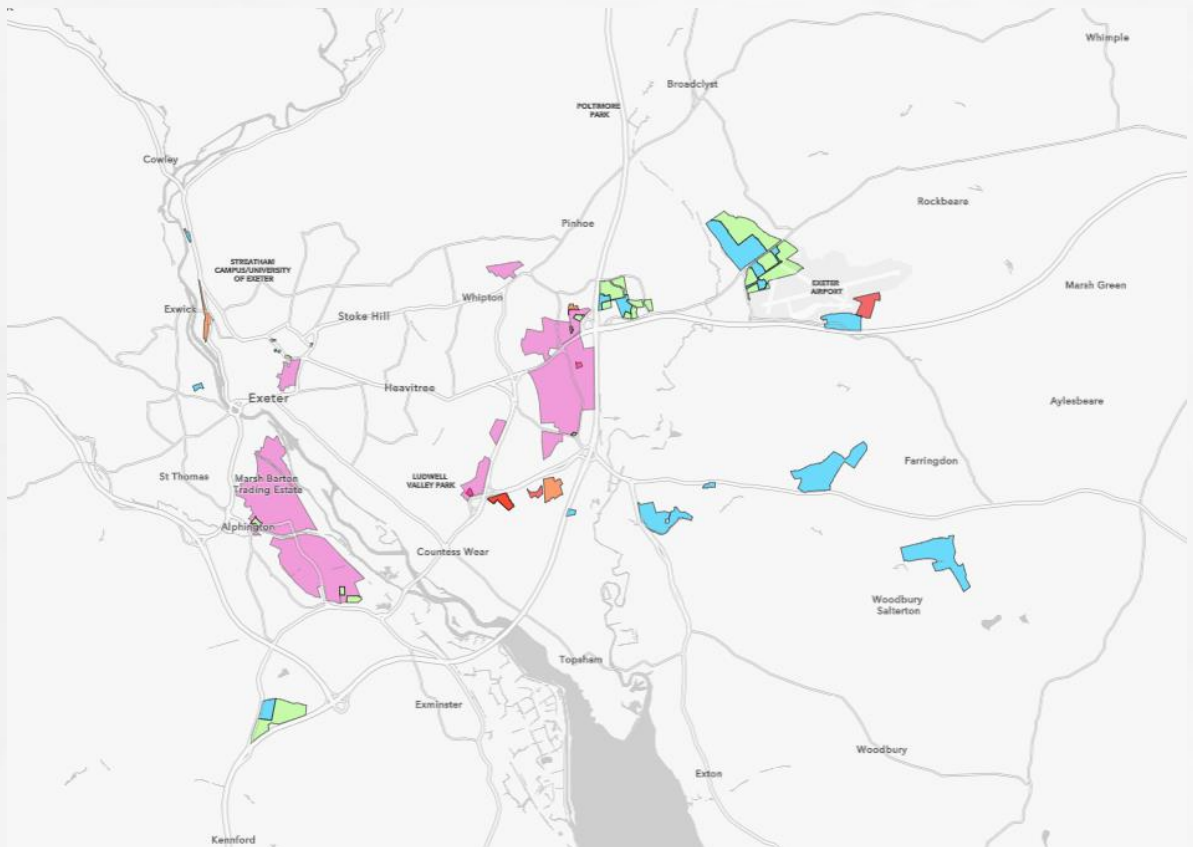 Whimple
Broadclyst
POLTIMORE
PARK
Cowley
Rockbeare
Pinhoe
STREATHAM
CAMPUS/UNIVERSITY
OF EXETER
EXETER
AIRPORT
Marsh Green
Whipton
Exwick
Stoke Hill
Heavitree
Exeter
Aylesbeare
Farringdon
St Thomas
Marsh Barton
Trading Estate
LUDWELL
VALLEY PARK
Alphington
Countess Wear
Woodbury
Salterton
Topsham
Exminster
Woodbury
Exton
Kennford